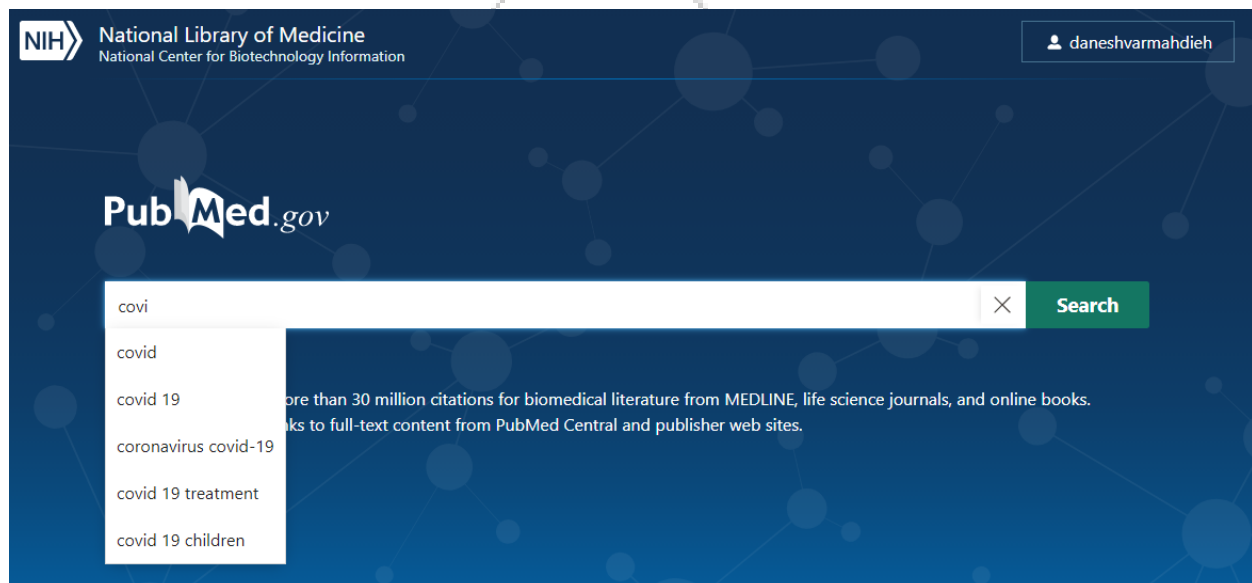 NIH
National Library of Medicine
National Center for Biotechnology Information
daneshvarmahdieh
PubMed.gov
covi
Search
covid
covid 19
ore than 30 million citations for biomedical literature from MEDLINE, life science journals, and online books.
ks to full-text content from PubMed Central and publisher web sites.
coronavirus covid-19
covid 19 treatment
covid 19 children